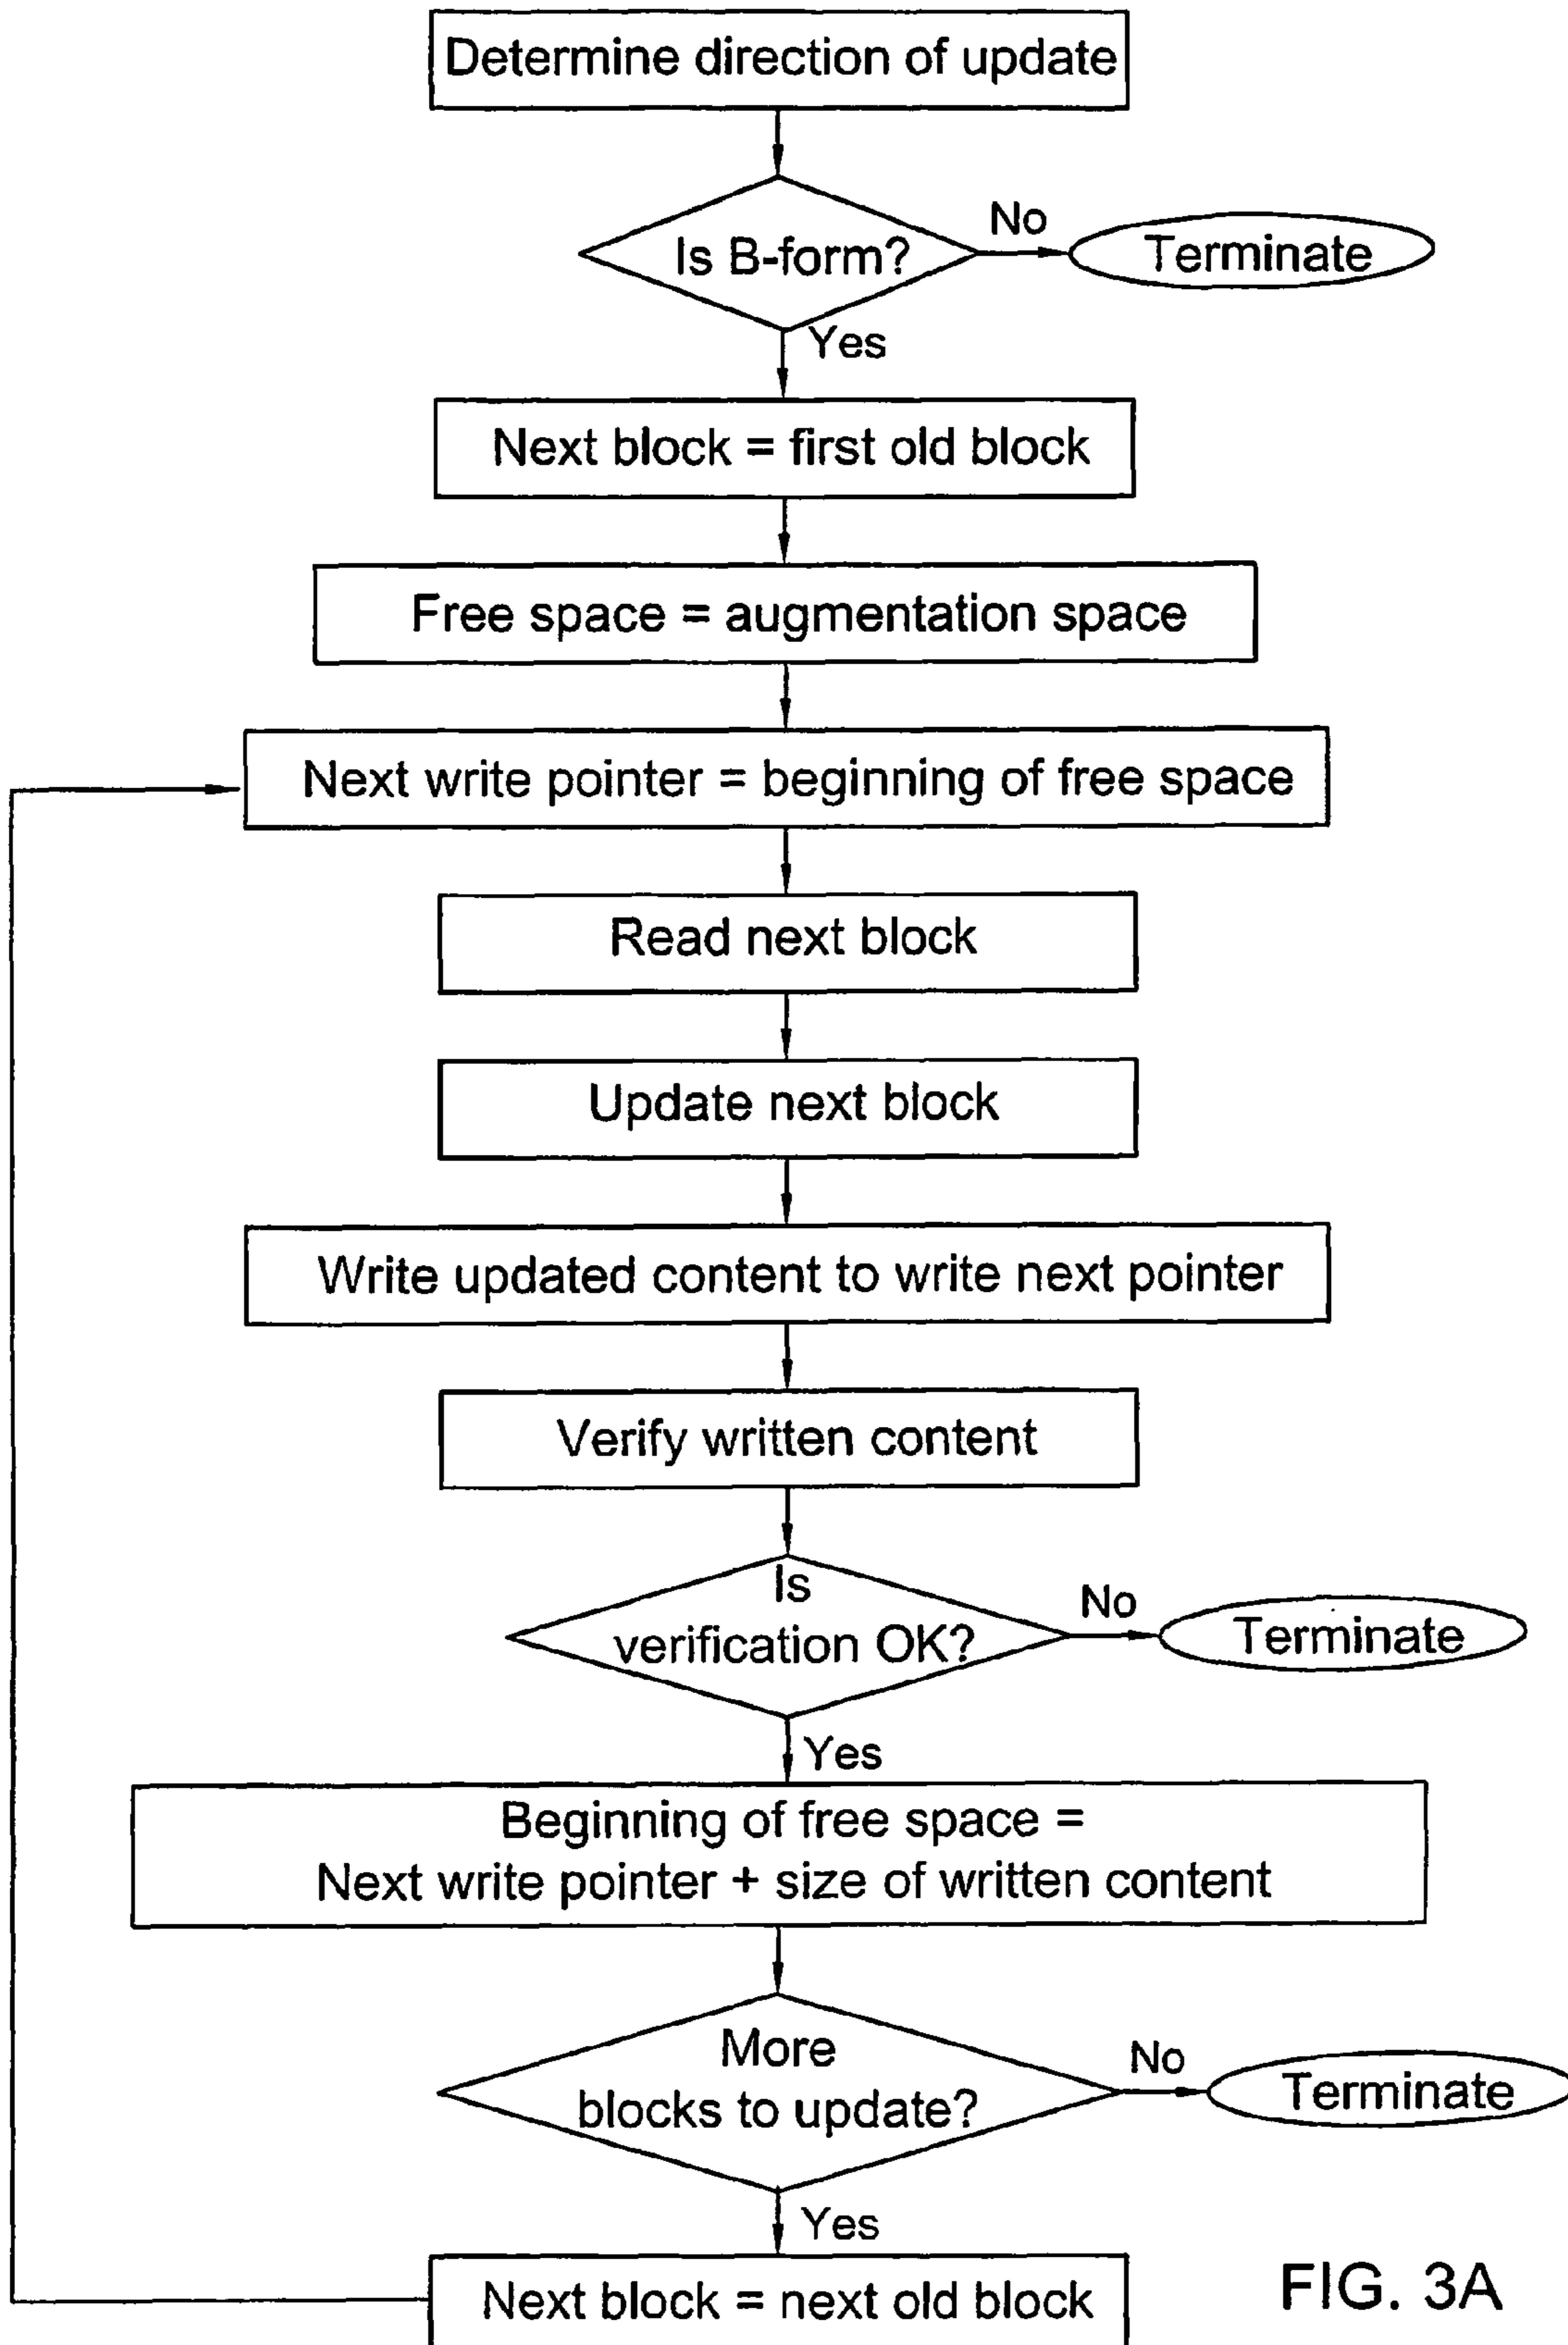 Determine direction of update
Is B-form?
No
Terminate
Yes
Next block = first old block
Free space = augmentation space
Next write pointer = beginning of free space
Read next block
Update next block
Write updated content to write next pointer
Verify written content
Is
verification OK?
No
Terminate
Yes
Beginning of free space =
Next write pointer + size of written content
More
blocks to update?
No
Terminate
Yes
Next block = next old block
FIG. 3A